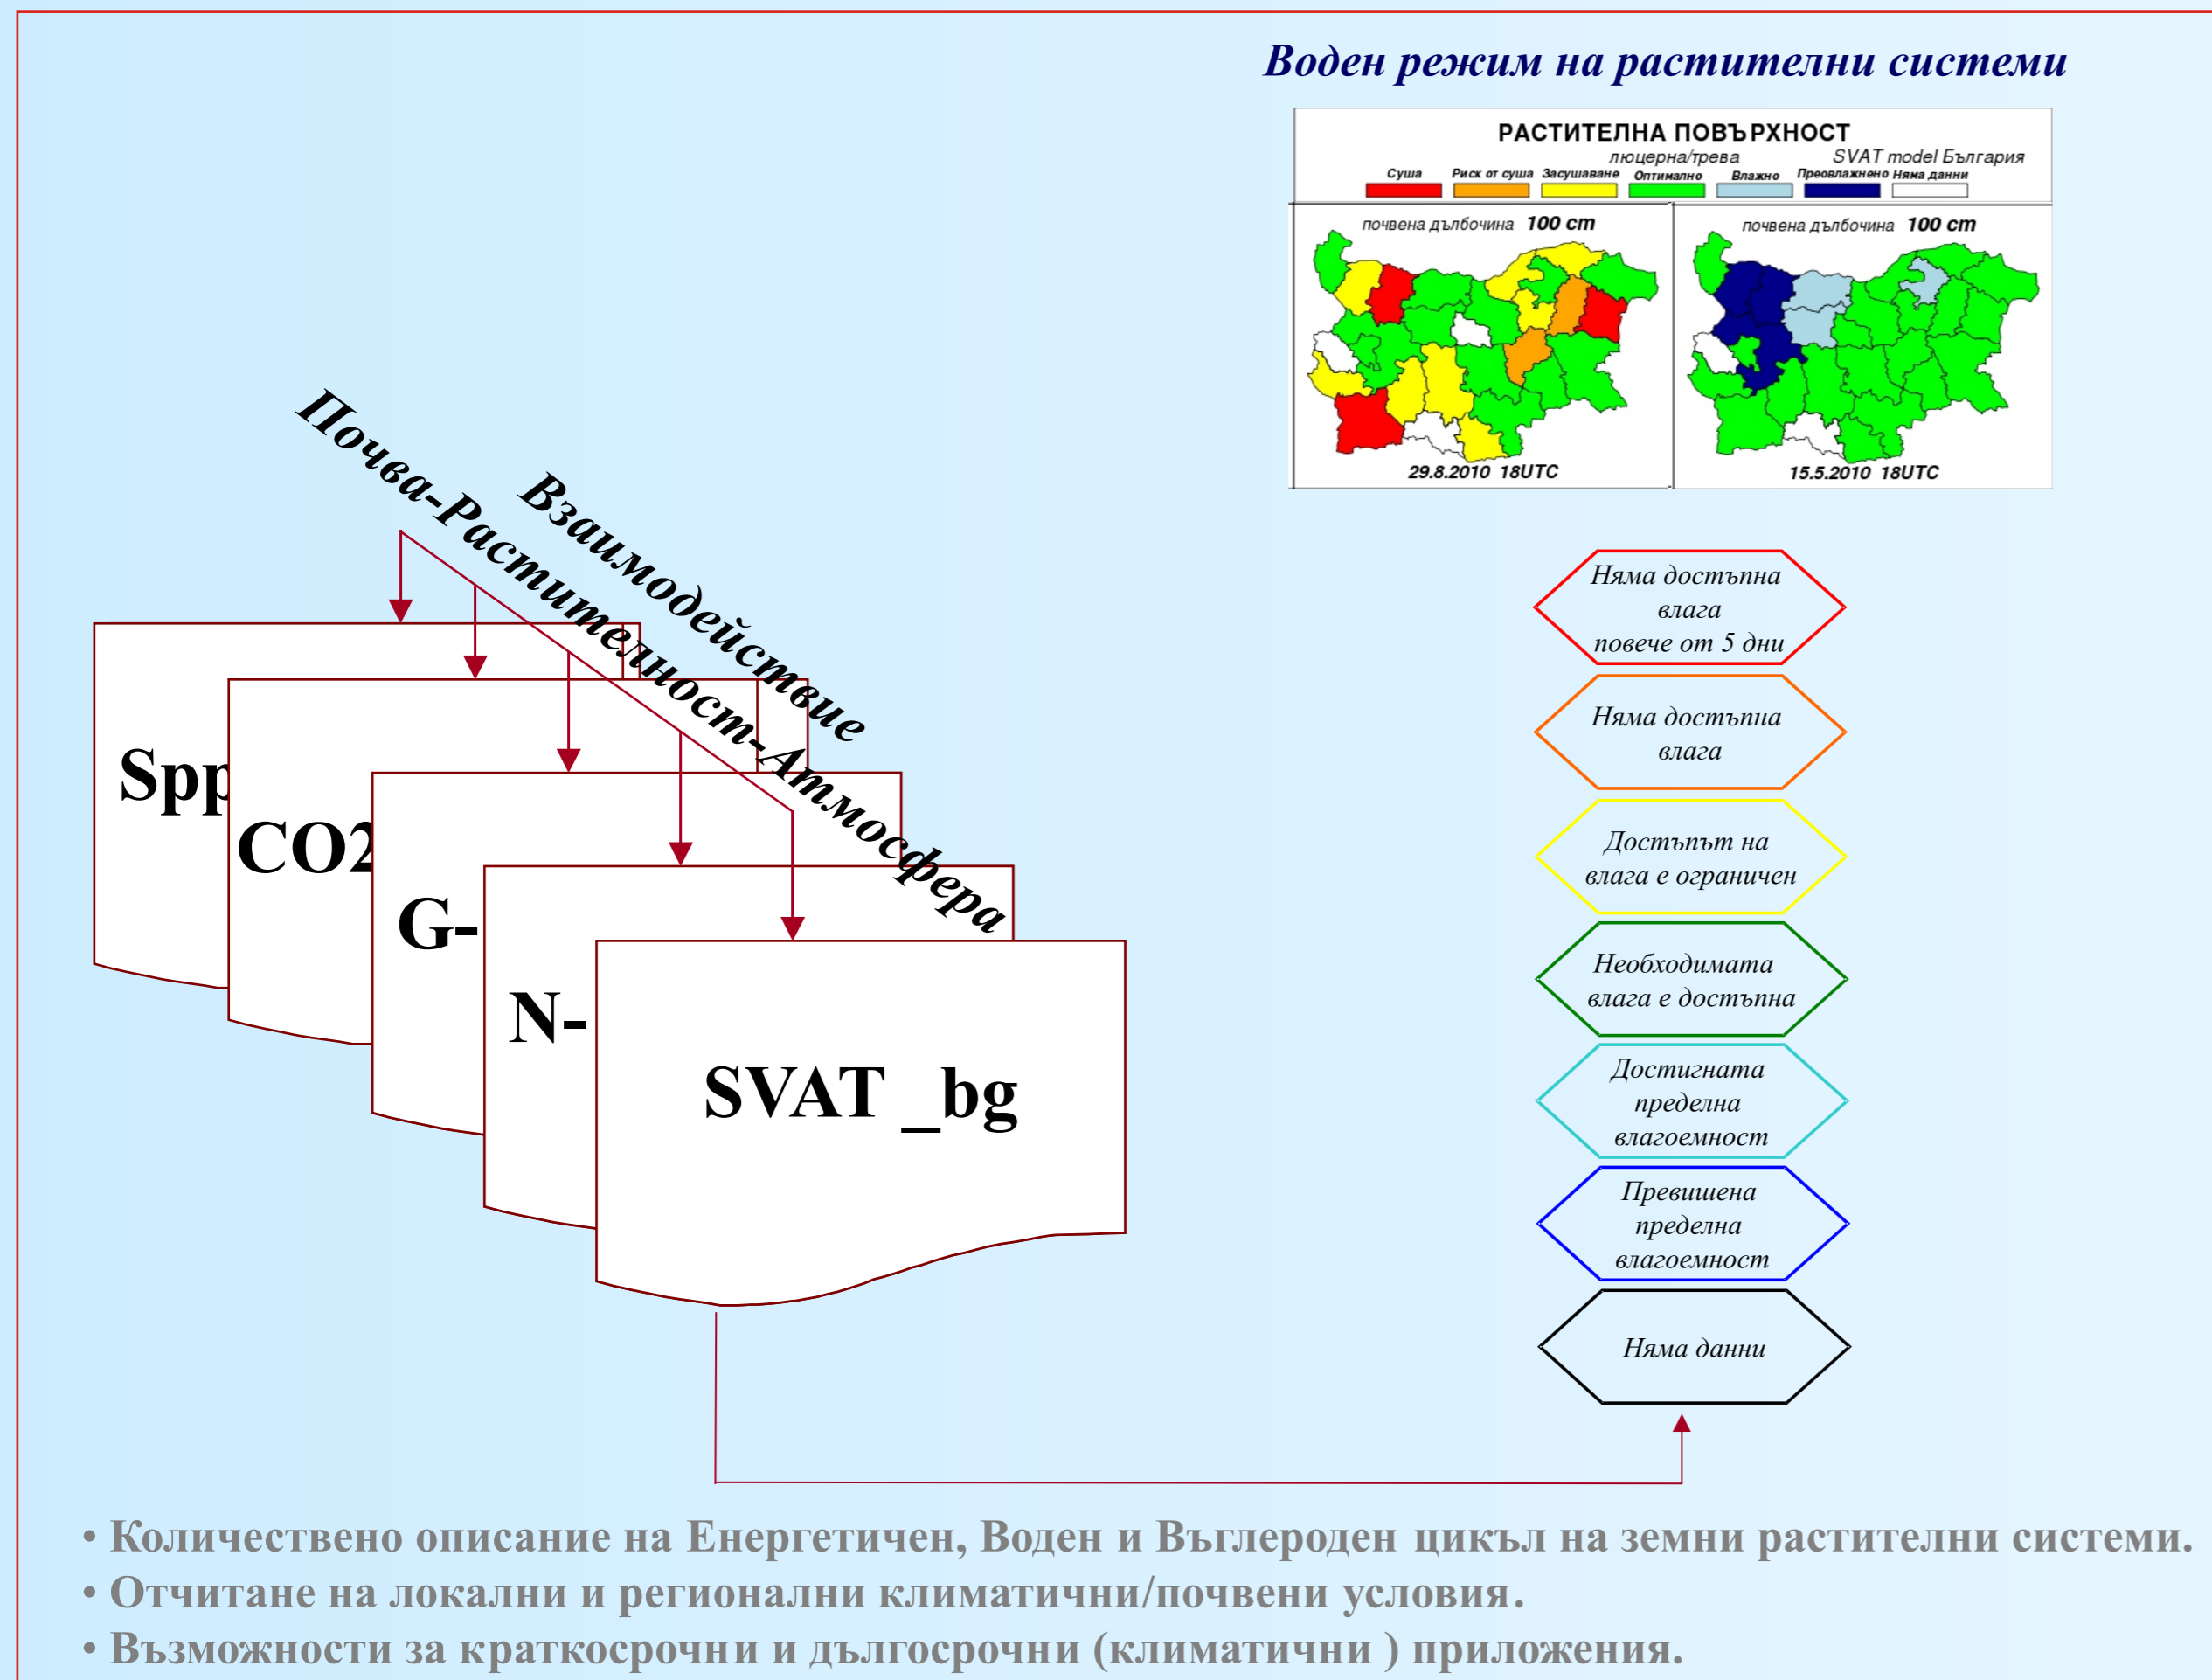 Воден режим на растителни системи
РАСТИТЕЛНА ПОВЪРХНОСТ
люцерна/трева SVAT model България
Суша Риск от суша Засушаване Оптимално Влажно Преовлажнено Няма данни
почвена дълбочина 100 cm
почвена дълбочина 100 cm
29.8.2010 18UTC
15.5.2010 18UTC
Взаимодействие
Почва-Растителност-Атмосфера
Spp
CO2
G-
N-
SVAT _bg
Няма достъпна
влага
повече от 5 дни
Няма достъпна
влага
Достъпът на
влага е ограничен
Необходимата
влага е достъпна
Достигната
пределна
влагоемност
Превишена
пределна
влагоемност
Няма данни
• Количествено описание на Енергетичен, Воден и Въглероден цикъл на земни растителни системи.
• Отчитане на локални и регионални климатични/почвени условия.
• Възможности за краткосрочни и дългосрочни (климатични ) приложения.